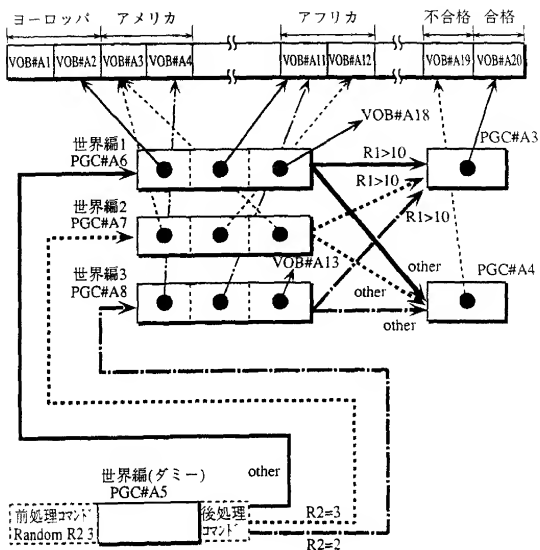 ヨーロッパ アメリカ アフリカ 不合格 合格
VOB#A1 VOB#A2 VOB#A3 VOB#A4 VOB#A11 VOB#A12 VOB#A19 VOB#A20
VOB#A18
世界編1
PGC#A6
PGC#A3
R1>10
R1>10
世界編2
PGC#A7
R1>10
VOB#A13
other
PGC#A4
世界編3
PGC#A8
other
other
世界編(ダミー)
PGC#A5
other
前処理コマンド
Random R2 3
後処理
コマンド
R2=3
R2=2